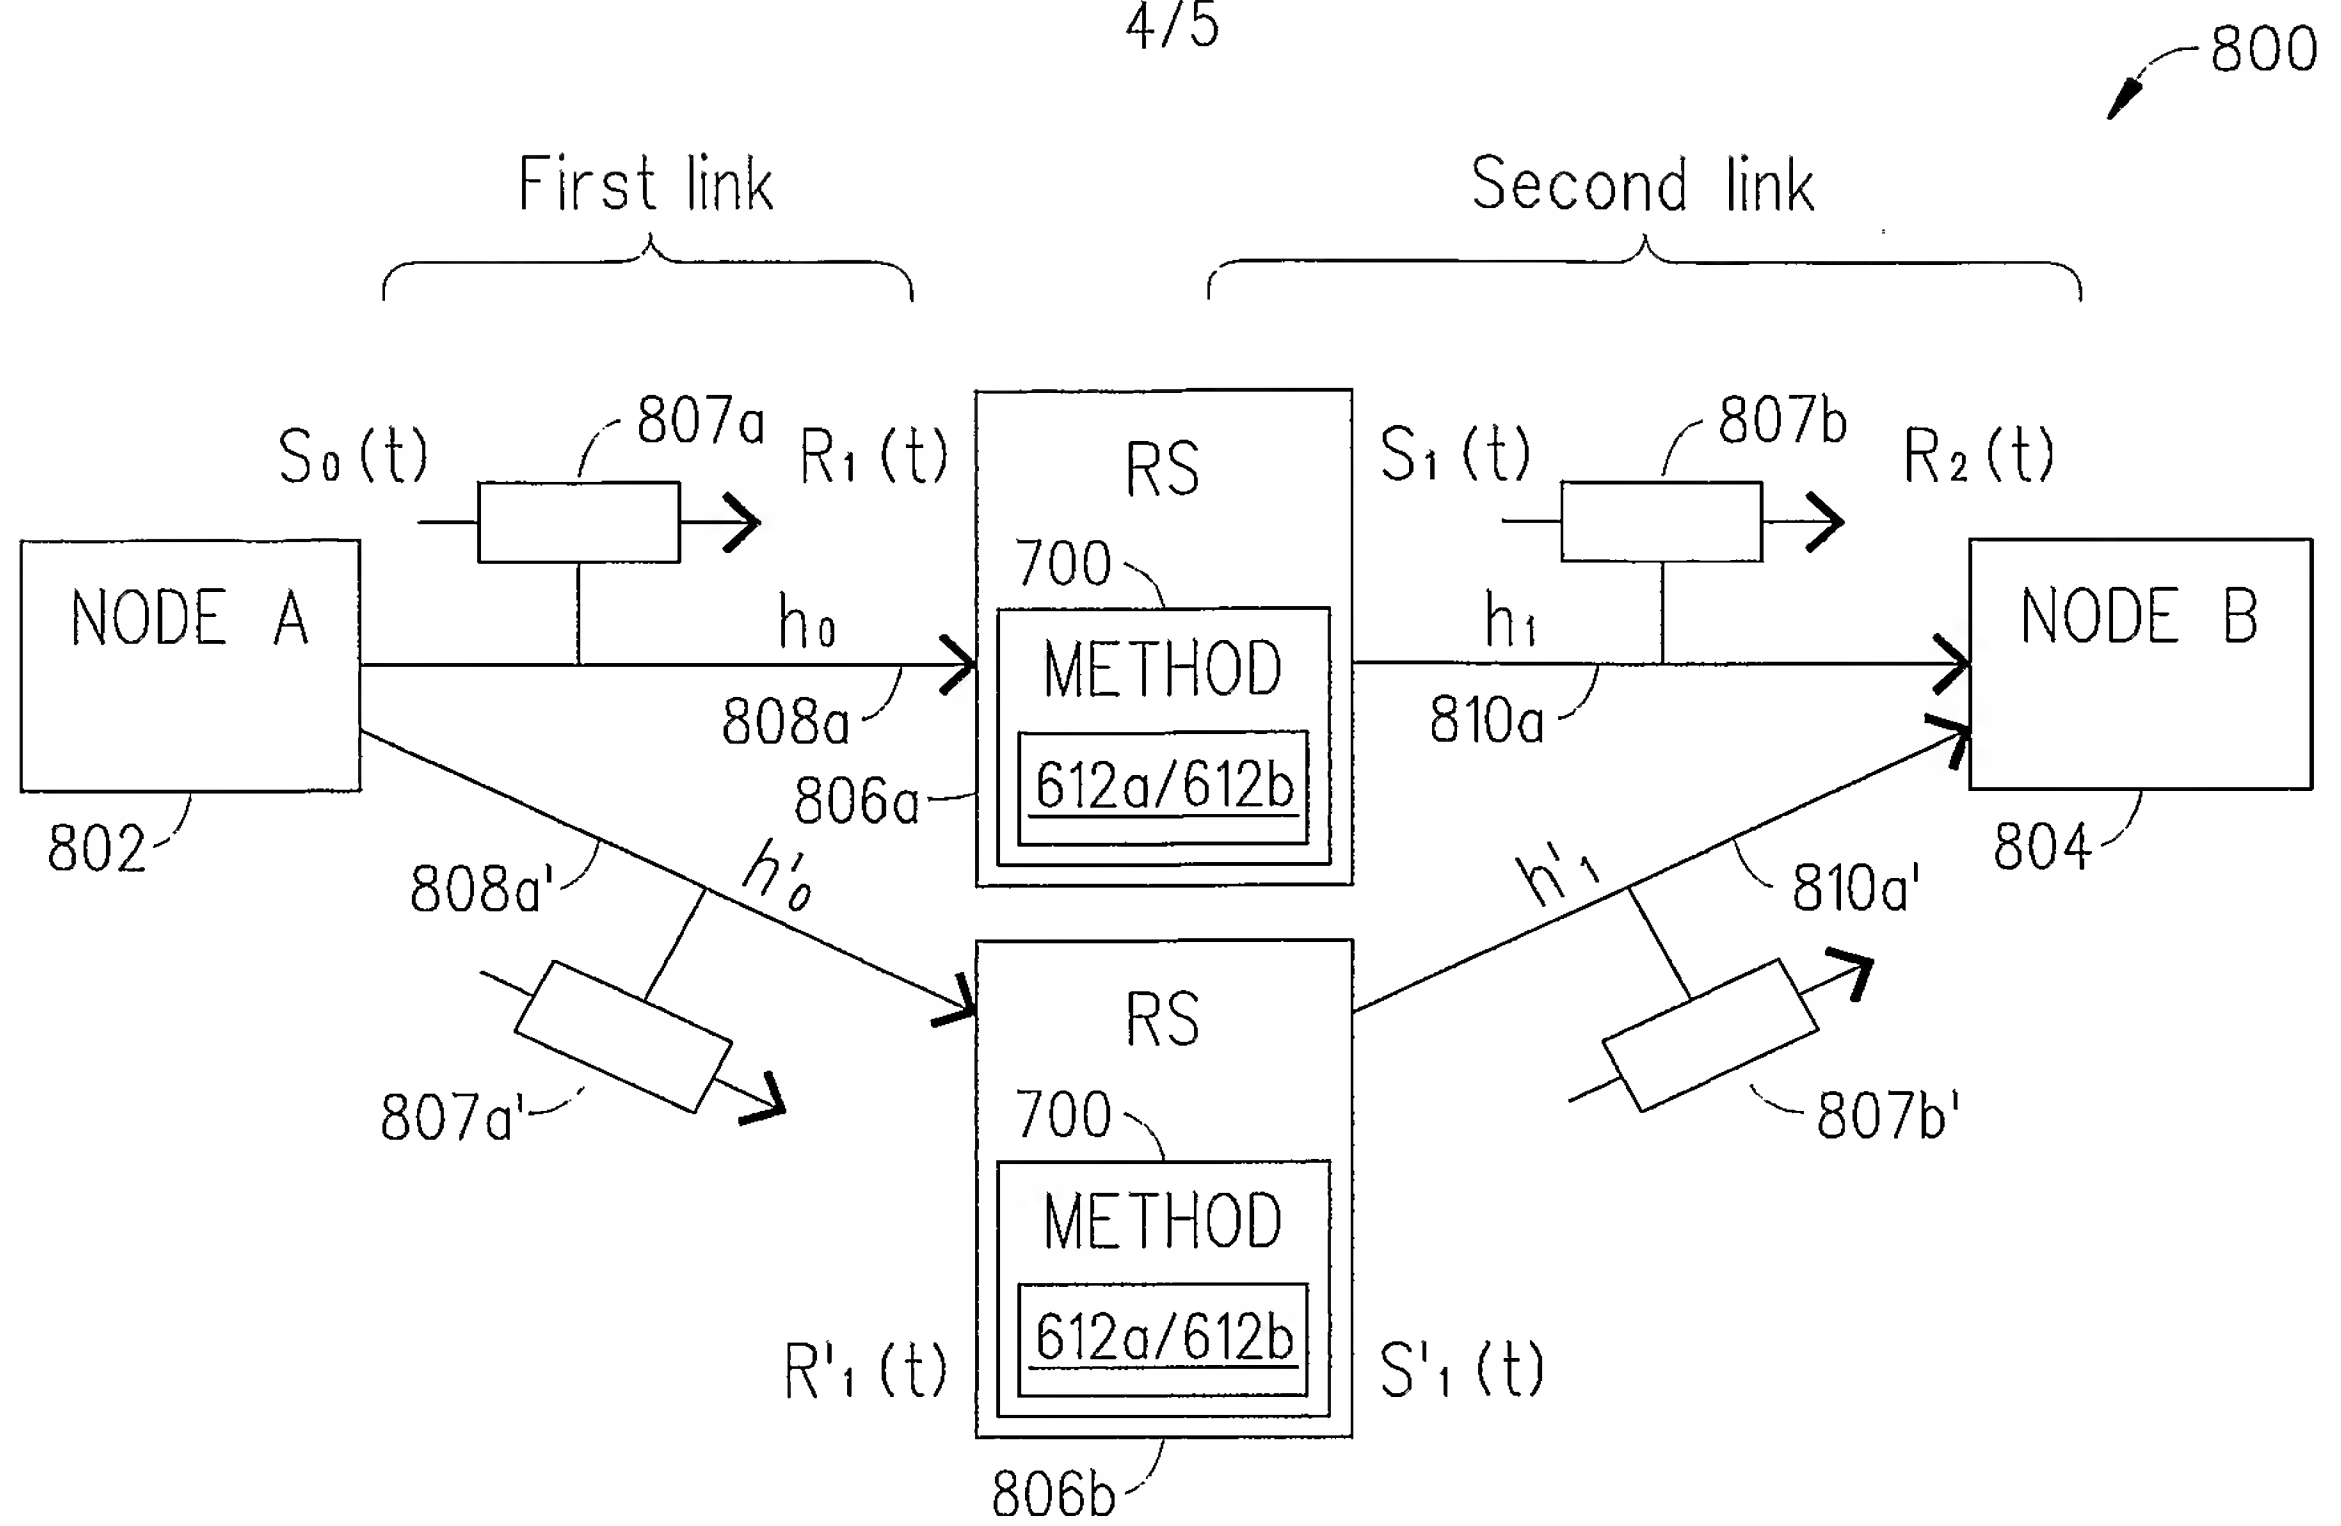 4/5
800
First link
Second link
S₀(t)
807a
R₁(t)
RS
S₁(t)
807b
R₂(t)
NODE A
h₀
700
METHOD
612a/612b
h₁
NODE B
808a
806a
810a
802
808a'
h'₀
h'₁
810a'
804
807a'
RS
700
METHOD
612a/612b
807b'
R'₁(t)
S'₁(t)
806b